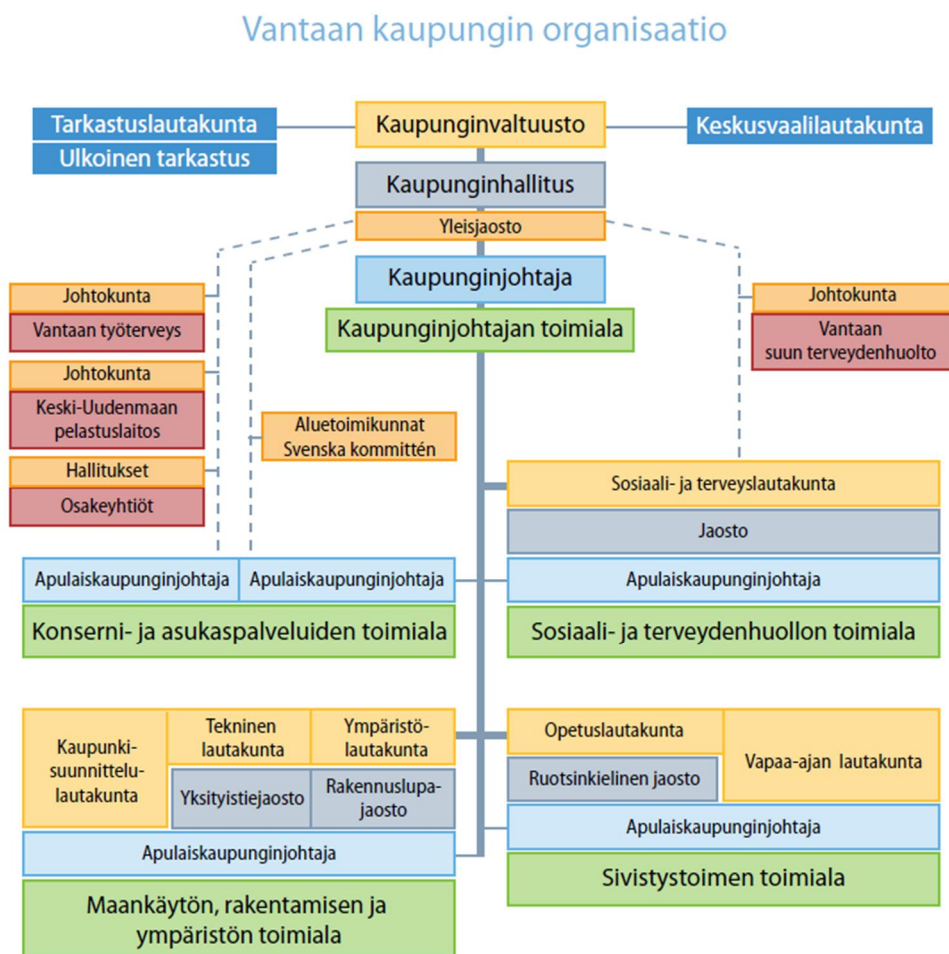 Vantaan kaupungin organisaatio
Tarkastuslautakunta
Ulkoinen tarkastus
Kaupunginvaltuusto
Keskusvaalilautakunta
Kaupunginhallitus
Yleisjaosto
Kaupunginjohtaja
Kaupunginjohtajan toimiala
Johtokunta
Vantaan työterveys
Johtokunta
Keski-Uudenmaan
pelastuslaitos
Hallitukset
Osakeyhtiöt
Aluetoimikunnat
Svenska kommittén
Johtokunta
Vantaan
suun terveydenhuolto
Sosiaali- ja terveyslautakunta
Jaosto
Apulaiskaupunginjohtaja
Sosiaali- ja terveydenhuollon toimiala
Apulaiskaupunginjohtaja
Apulaiskaupunginjohtaja
Konserni- ja asukaspalveluiden toimiala
Kaupunki-
suunnittelu-
lautakunta
Tekninen
lautakunta
Ympäristö-
lautakunta
Yksityistiejaosto
Rakennuslupa-
jaosto
Apulaiskaupunginjohtaja
Maankäytön, rakentamisen ja
ympäristön toimiala
Opetuslautakunta
Ruotsinkielinen jaosto
Vapaa-ajan lautakunta
Apulaiskaupunginjohtaja
Sivistystoimen toimiala